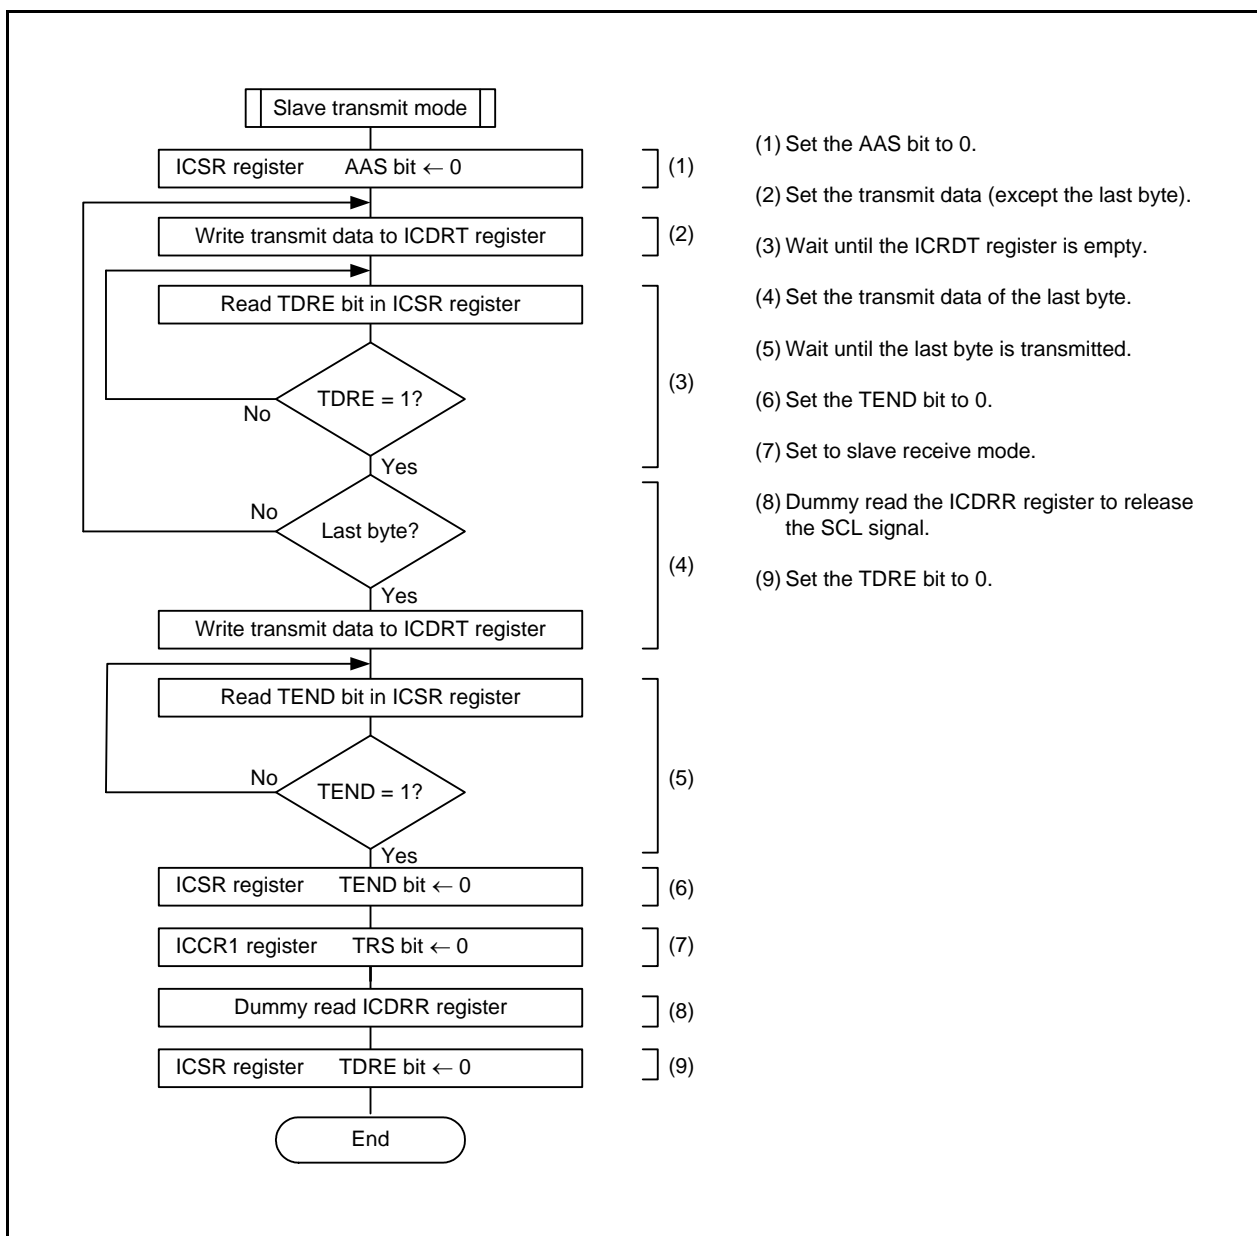 Slave transmit mode
ICSR register AAS bit ← 0
(1)
Write transmit data to ICDRT register
(2)
Read TDRE bit in ICSR register
TDRE = 1?
No
(3)
Yes
No
Last byte?
(4)
Yes
Write transmit data to ICDRT register
Read TEND bit in ICSR register
No
TEND = 1?
(5)
Yes
ICSR register TEND bit ← 0
(6)
ICCR1 register TRS bit ← 0
(7)
Dummy read ICDRR register
(8)
ICSR register TDRE bit ← 0
(9)
End
(1) Set the AAS bit to 0.
(2) Set the transmit data (except the last byte).
(3) Wait until the ICRDT register is empty.
(4) Set the transmit data of the last byte.
(5) Wait until the last byte is transmitted.
(6) Set the TEND bit to 0.
(7) Set to slave receive mode.
(8) Dummy read the ICDRR register to release
the SCL signal.
(9) Set the TDRE bit to 0.